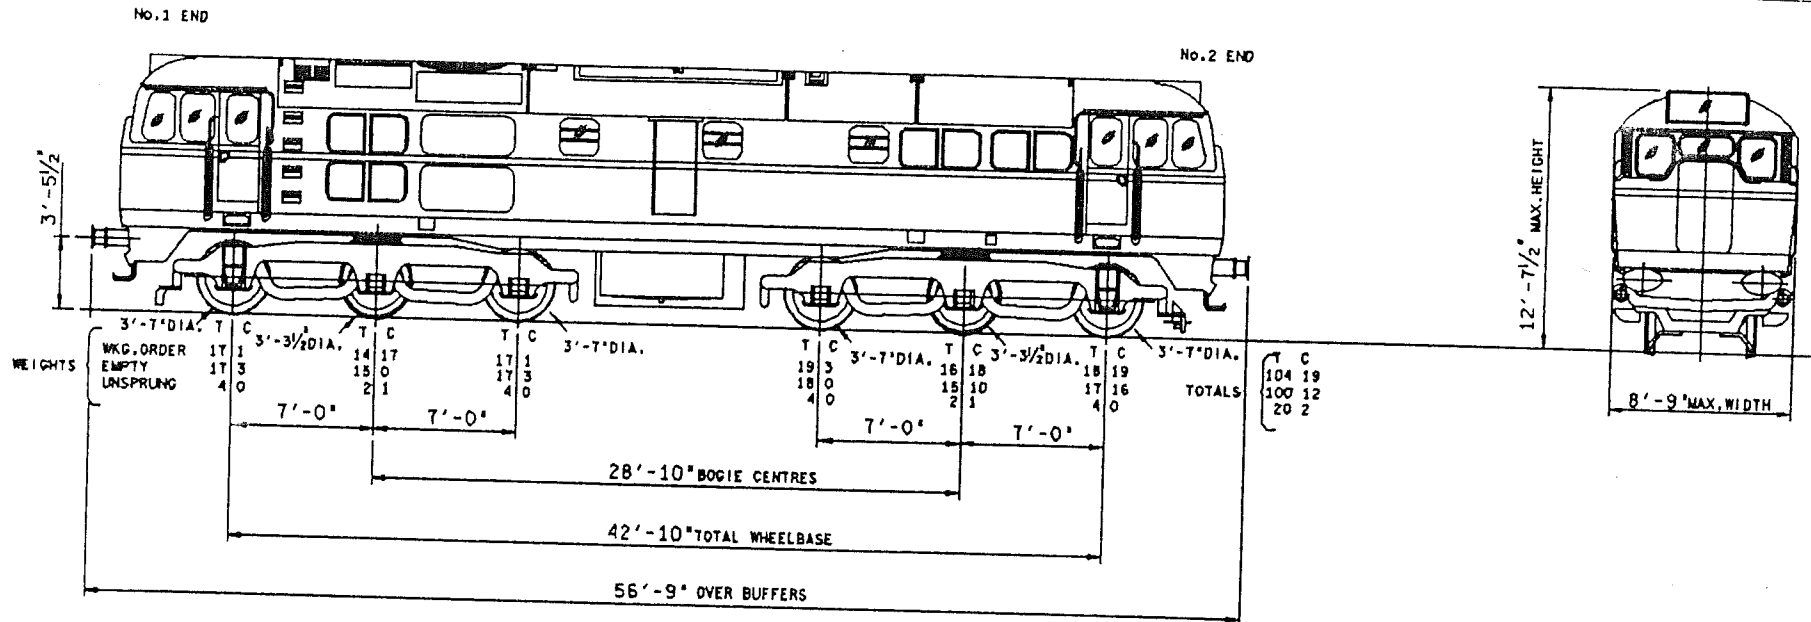 No.1 END
No.2 END
3'-5½"
12'-7½" MAX.HEIGHT
3'-7"DIA. 3'-3½"DIA. 3'-7"DIA. 3'-7"DIA. 3'-3½"DIA. 3'-7"DIA.
T C T C T C T C T C T C T C
WEIGHTS
WKG.ORDER 17 1 14 17 17 1 19 3 16 18 18 19 104 19
EMPTY 17 3 15 0 17 3 18 0 15 10 17 16 100 12
UNSPRUNG 4 0 2 1 4 0 4 0 2 1 4 0 20 2
TOTALS
8'-9"MAX.WIDTH
7'-0" 7'-0" 7'-0" 7'-0"
28'-10"BOGIE CENTRES
42'-10"TOTAL WHEELBASE
56'-9" OVER BUFFERS